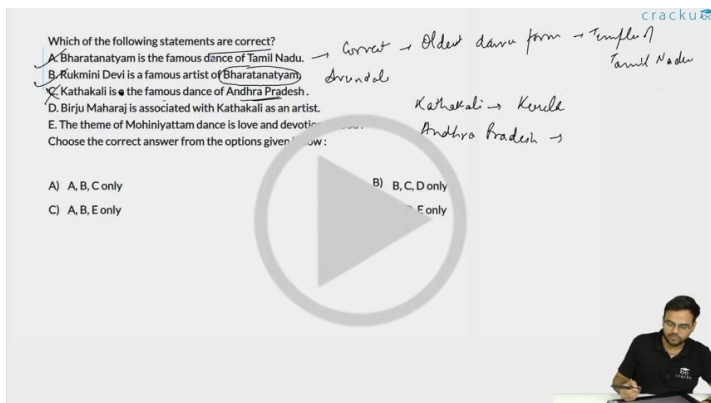 cracku
Which of the following statements are correct?
A. Bharatanatyam is the famous dance of Tamil Nadu. → Correct → Oldest dance form → Temples of Tamil Nadu
B. Rukmini Devi is a famous artist of Bharatanatyam. Arundale
C. Kathakali is the famous dance of Andhra Pradesh.
Kathakali → Kerela
D. Birju Maharaj is associated with Kathakali as an artist.
Andhra Pradesh →
E. The theme of Mohiniyattam dance is love and
Choose the correct answer from the options given
A) A, B, C only
B) B, C, D only
C) A, B, E only
E only